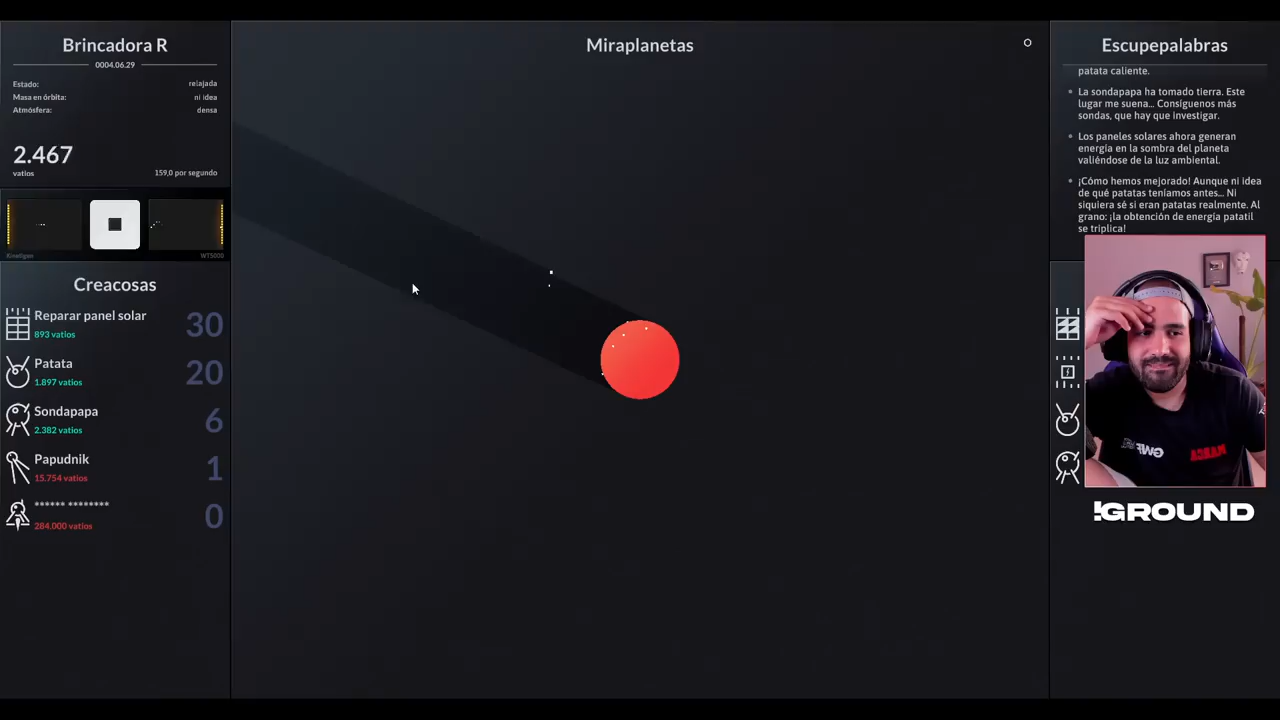 Brincadora R
0004.06.29
Estado: relajada
Masa en órbita: ni idea
Atmósfera: densa
2.467
vatios
159,0 por segundo
Kinelligen
WT5000
Creacosas
Reparar panel solar
893 vatios
30
Patata
1.897 vatios
20
Sondapapa
2.382 vatios
6
Papudnik
15.754 vatios
1
****** ********
284.000 vatios
0
Miraplanetas
Escupepalabras
patata caliente.
La sondapapa ha tomado tierra. Este
lugar me suena... Consíguenos más
sondas, que hay que investigar.
Los paneles solares ahora generan
energía en la sombra del planeta
valiéndose de la luz ambiental.
¡Cómo hemos mejorado! Aunque ni idea
de qué patatas teníamos antes... Ni
siquiera sé si eran patatas realmente. Al
grano: ¡la obtención de energía patatil
se triplica!
!GROUND